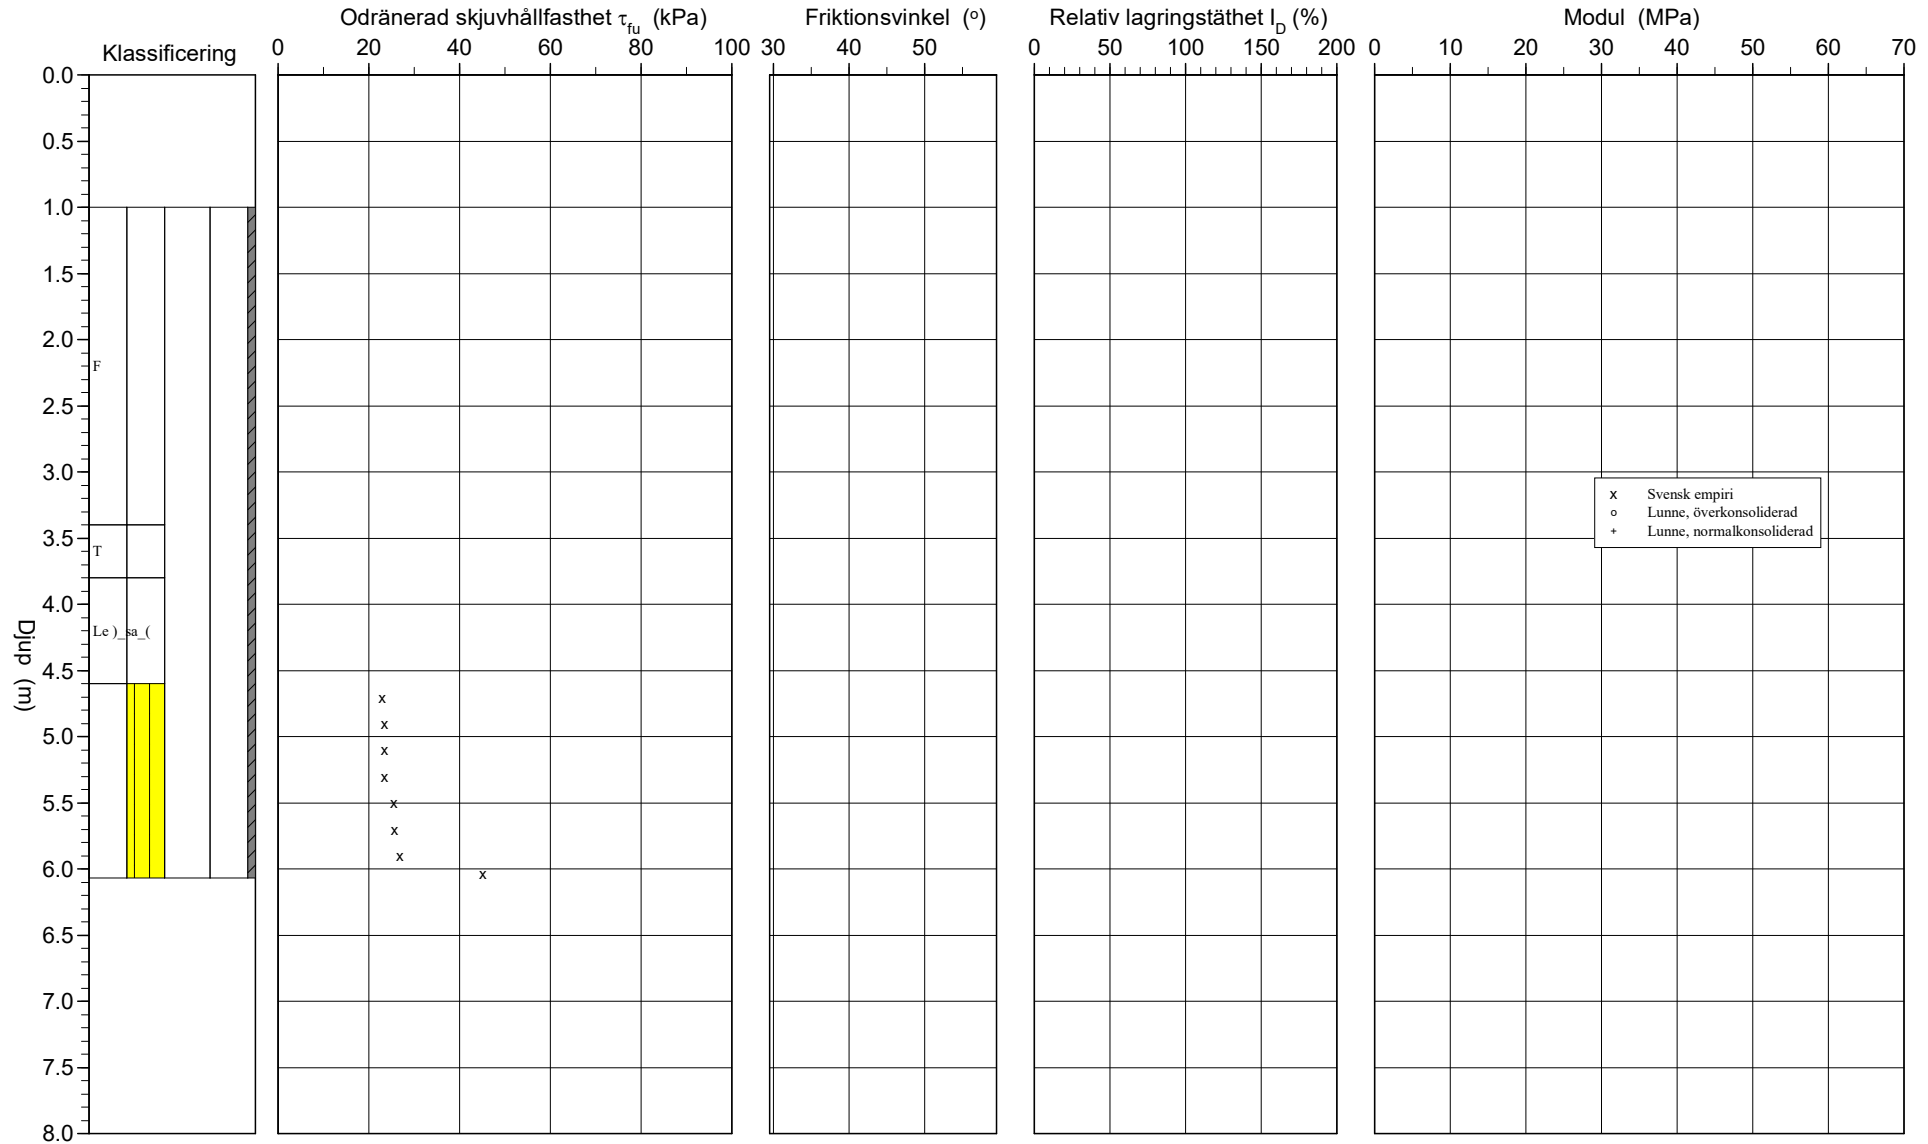 Odränerad skjuvhållfasthet τfu (kPa)
Friktionsvinkel (o)
Relativ lagringstäthet ID (%)
Modul (MPa)
Klassificering
0 20 40 60 80 100
30 40 50
0 50 100 150 200
0 10 20 30 40 50 60 70
0.0
0.5
1.0
1.5
2.0
F
2.5
3.0
x Svensk empiri
o Lunne, överkonsoliderad
+ Lunne, normalkonsoliderad
3.5
T
4.0
Le )_sa_(
4.5
Djup (m)
x
x
5.0
x
x
5.5
x
x
x
6.0
x
6.5
7.0
7.5
8.0